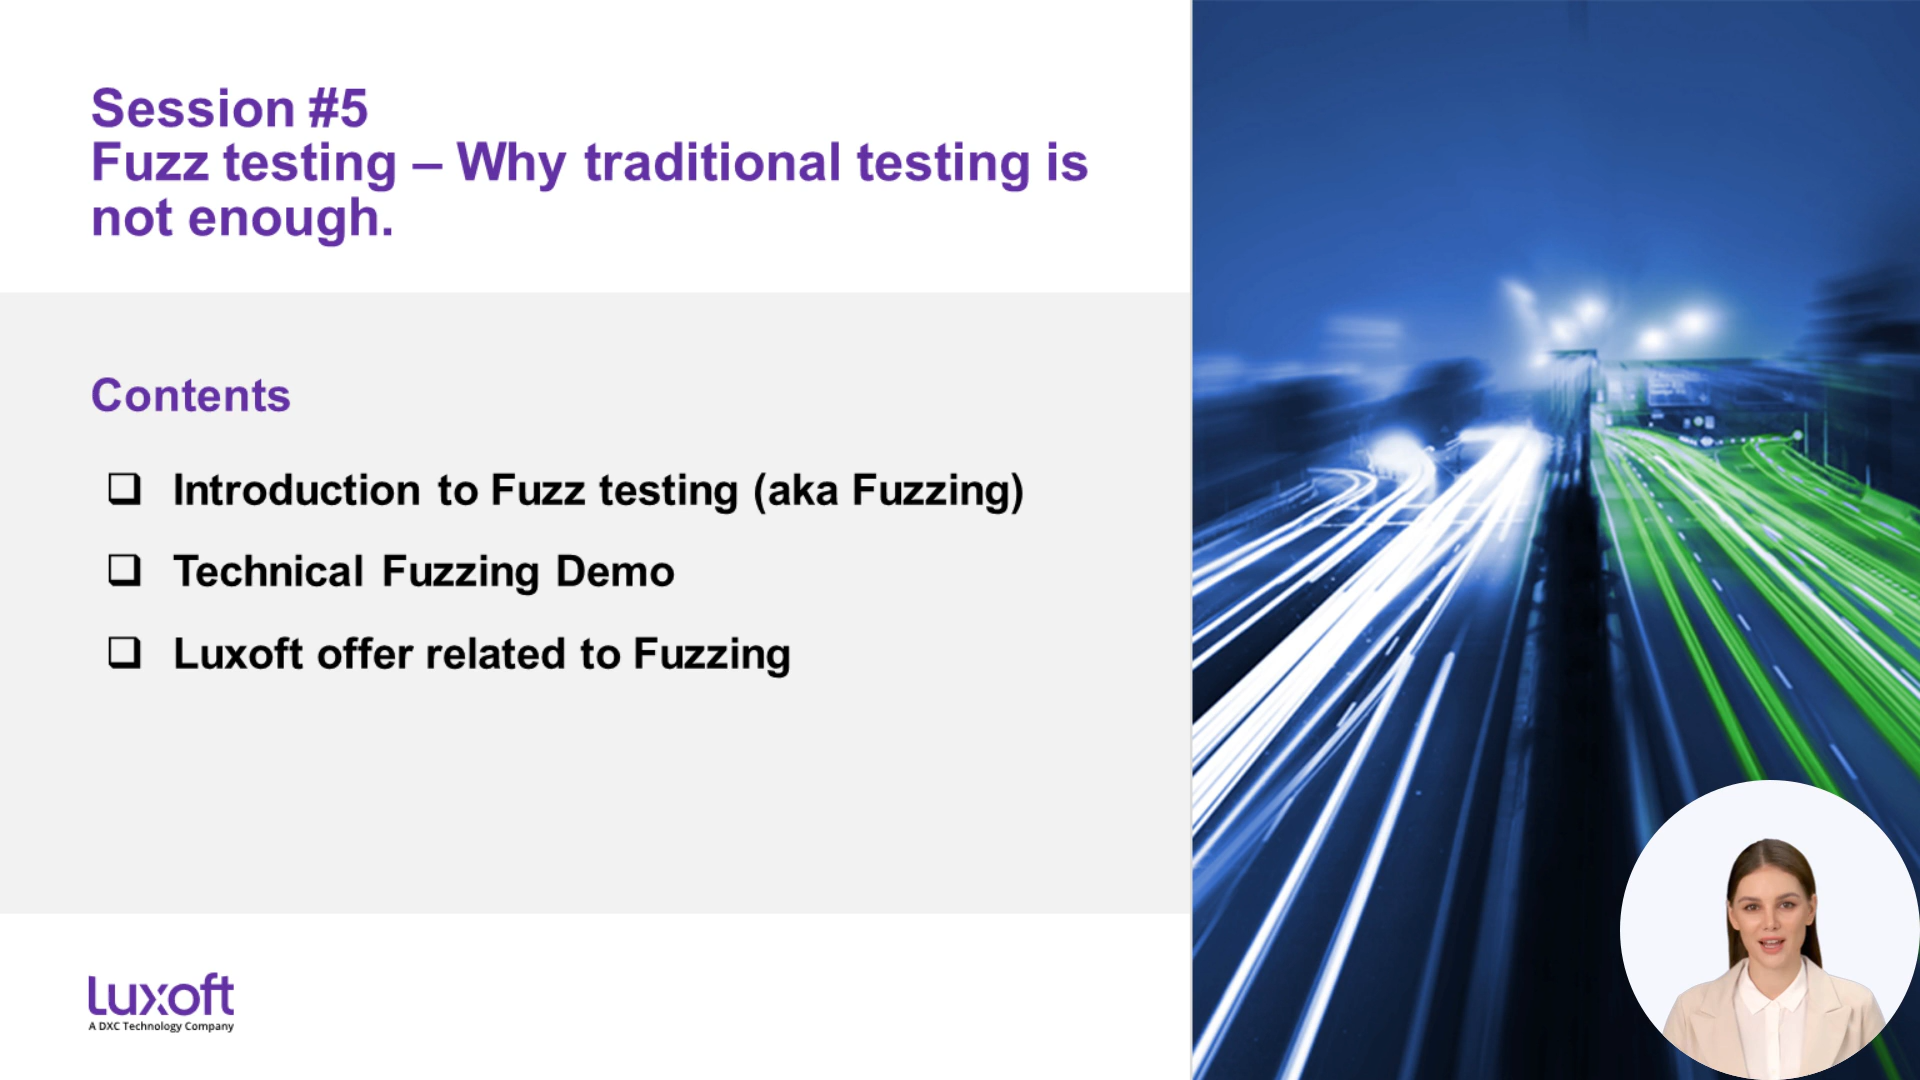 Session #5
Fuzz testing – Why traditional testing is
not enough.
Contents
❑ Introduction to Fuzz testing (aka Fuzzing)
❑ Technical Fuzzing Demo
❑ Luxoft offer related to Fuzzing
luxoft
A DXC Technology Company